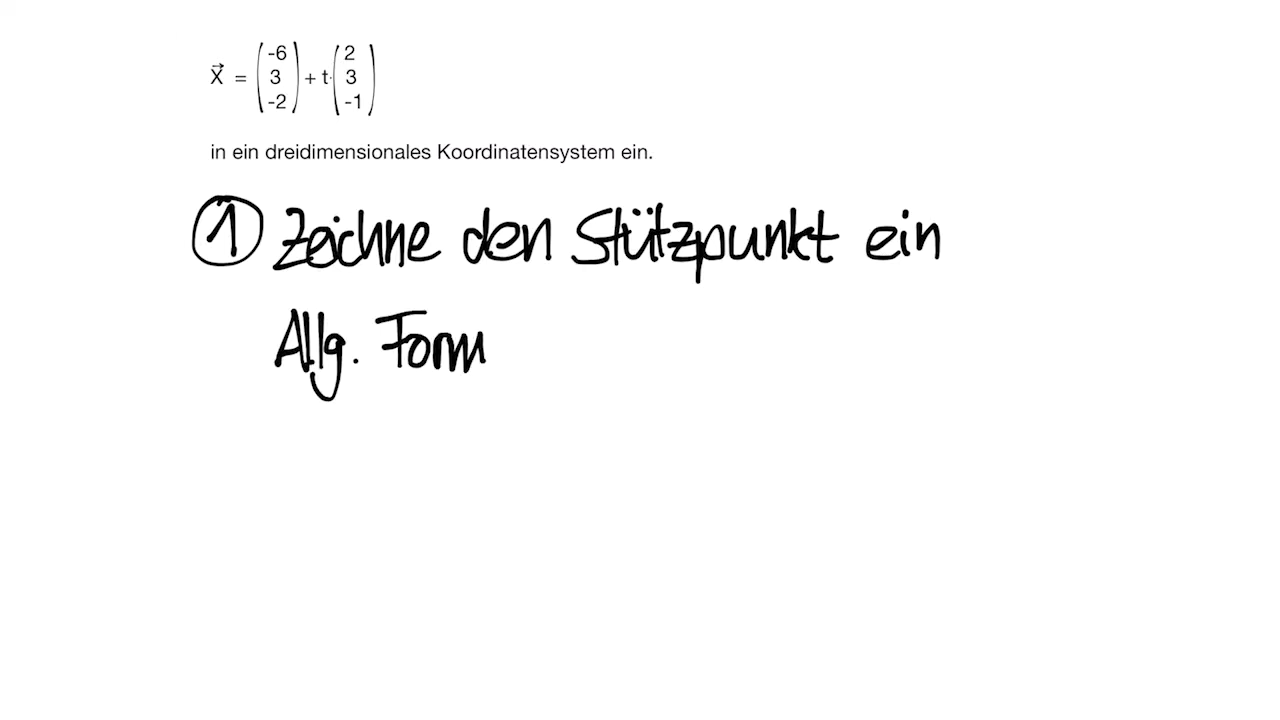 X⃗ = (-6 3 -2) + t·(2 3 -1)
in ein dreidimensionales Koordinatensystem ein.
① Zeichne den Stützpunkt ein
Allg. Form